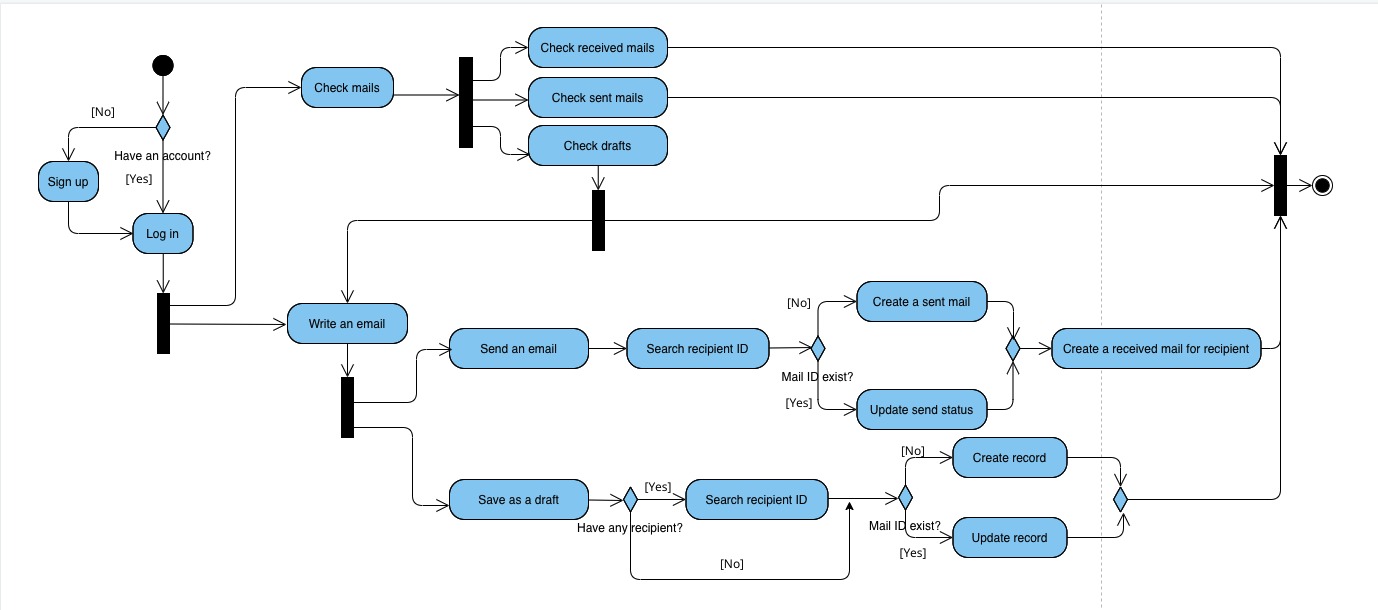 Check received mails
Check mails
Check sent mails
[No]
Check drafts
Have an account?
[Yes]
Sign up
Log in
Write an email
[No]
Create a sent mail
Send an email
Search recipient ID
Create a received mail for recipient
Mail ID exist?
[Yes]
Update send status
[No]
Create record
[Yes]
Save as a draft
Search recipient ID
Have any recipient?
Mail ID exist?
Update record
[Yes]
[No]